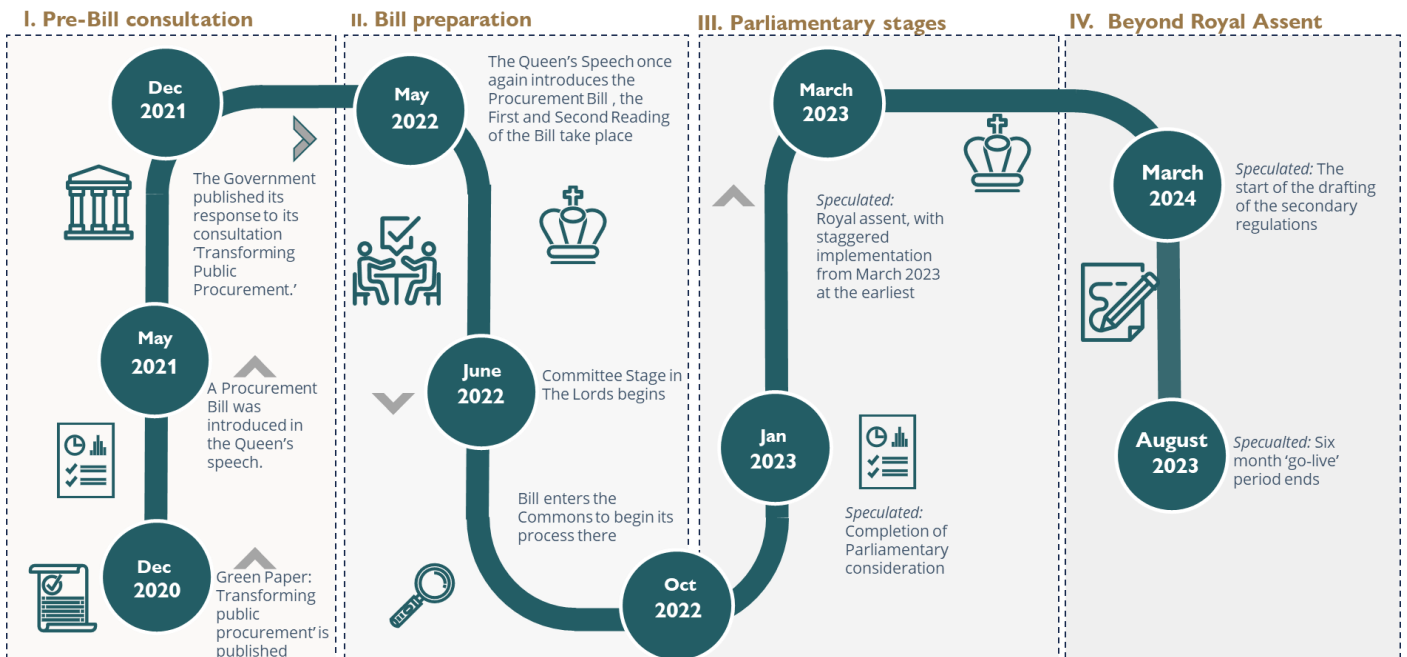 I. Pre-Bill consultation
Dec
2021
The Government
published its
response to its
consultation
‘Transforming
Public
Procurement.’
May
2021
A Procurement
Bill was
introduced in
the Queen’s
speech.
Dec
2020
Green Paper:
Transforming
public
procurement’ is
published
II. Bill preparation
May
2022
The Queen’s Speech once
again introduces the
Procurement Bill , the
First and Second Reading
of the Bill take place
June
2022
Committee Stage in
The Lords begins
Bill enters the
Commons to begin its
process there
Oct
2022
III. Parliamentary stages
March
2023
Speculated:
Royal assent, with
staggered
implementation
from March 2023
at the earliest
Jan
2023
Speculated:
Completion of
Parliamentary
consideration
IV. Beyond Royal Assent
March
2024
Speculated: The
start of the drafting
of the secondary
regulations
August
2023
Specualted: Six
month ‘go-live’
period ends